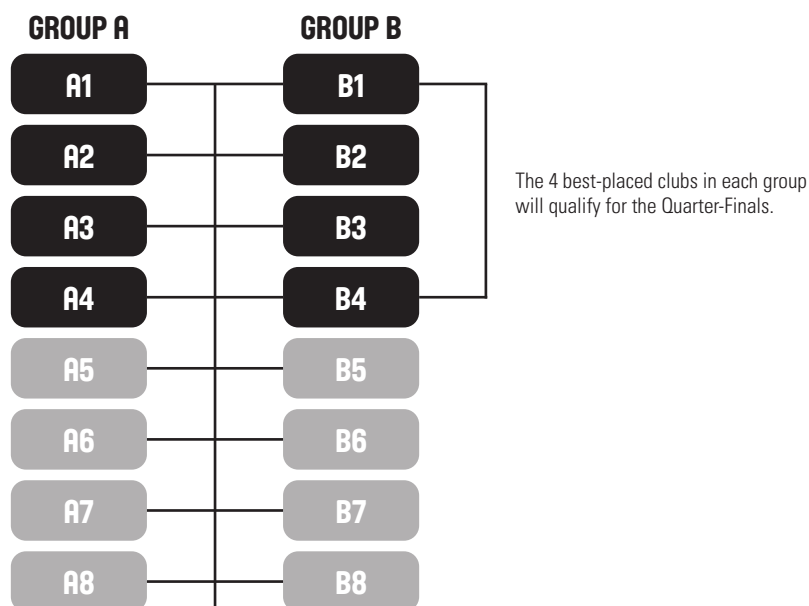 GROUP A GROUP B
A1 B1
A2 B2
The 4 best-placed clubs in each group
will qualify for the Quarter-Finals.
A3 B3
A4 B4
A5 B5
A6 B6
A7 B7
A8 B8